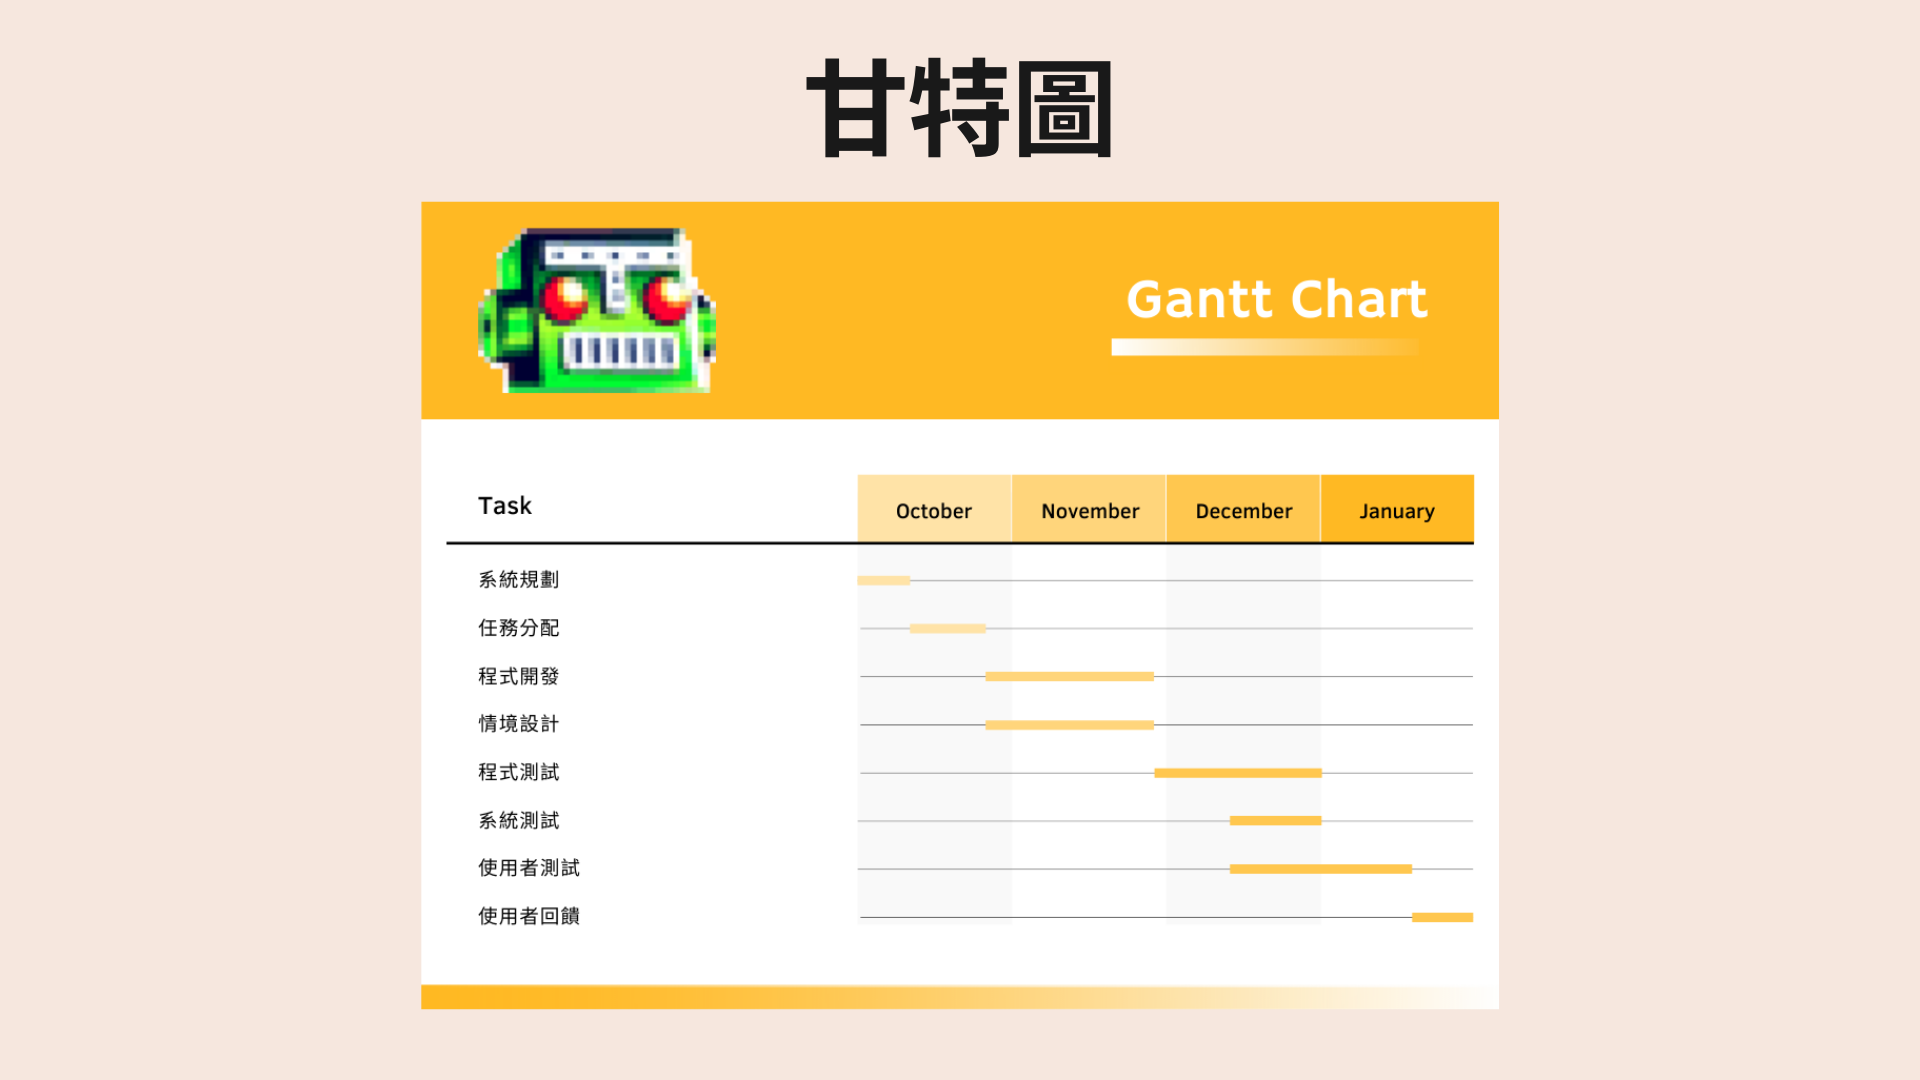 甘特圖
Gantt Chart
Task
October
November
December
January
系統規劃
任務分配
程式開發
情境設計
程式測試
系統測試
使用者測試
使用者回饋